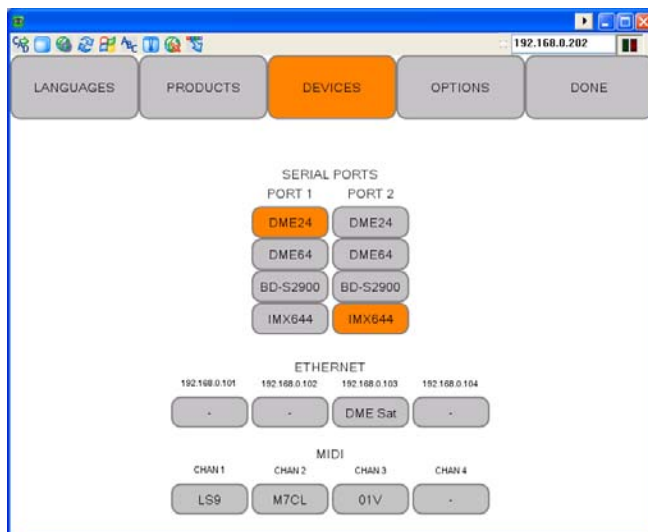 192.168.0.202
LANGUAGES PRODUCTS DEVICES OPTIONS DONE
SERIAL PORTS
PORT 1 PORT 2
DME24 DME24
DME64 DME64
BD-S2900 BD-S2900
IMX644 IMX644
ETHERNET
192.168.0.101 192.168.0.102 192.168.0.103 192.168.0.104
- - DME Sat -
MIDI
CHAN 1 CHAN 2 CHAN 3 CHAN 4
LS9 M7CL 01V -